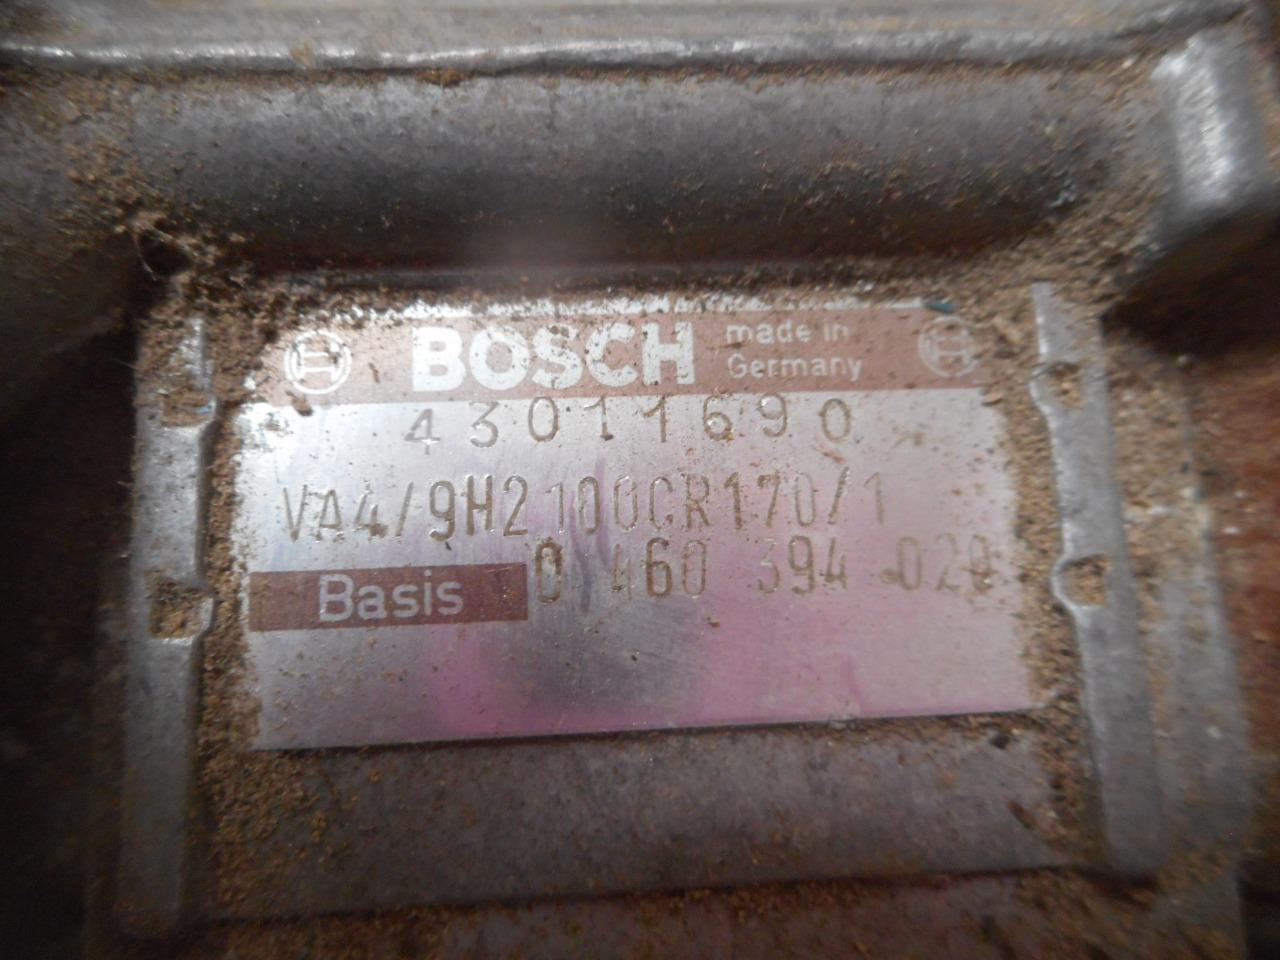 BOSCH made in
Germany
43011690
VA4/9H2100CR170/1
Basis 0 460 394 020